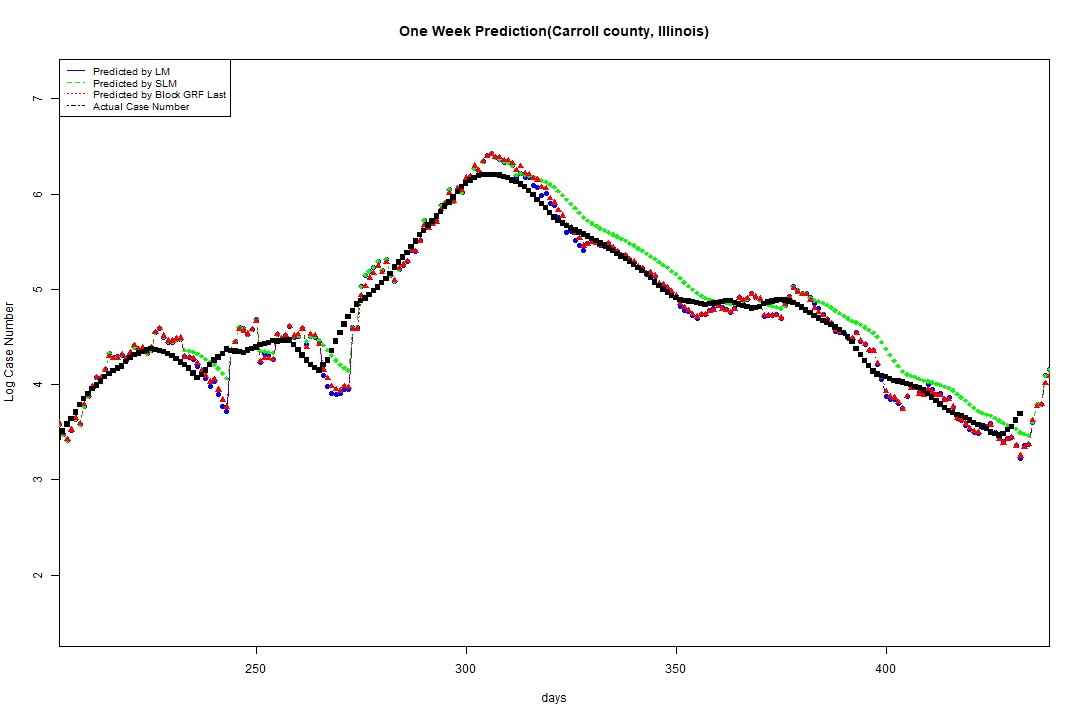 One Week Prediction(Carroll county, Illinois)
Predicted by LM
Predicted by SLM
Predicted by Block GRF Last
Actual Case Number
7
6
5
4
3
2
Log Case Number
250 300 350 400
days